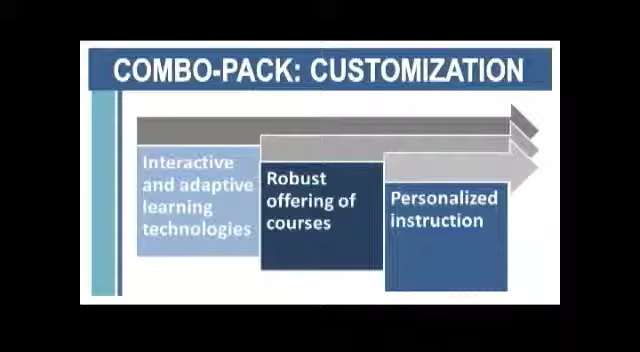 COMBO-PACK: CUSTOMIZATION
Interactive
and adaptive
learning
technologies
Robust
offering of
courses
Personalized
instruction